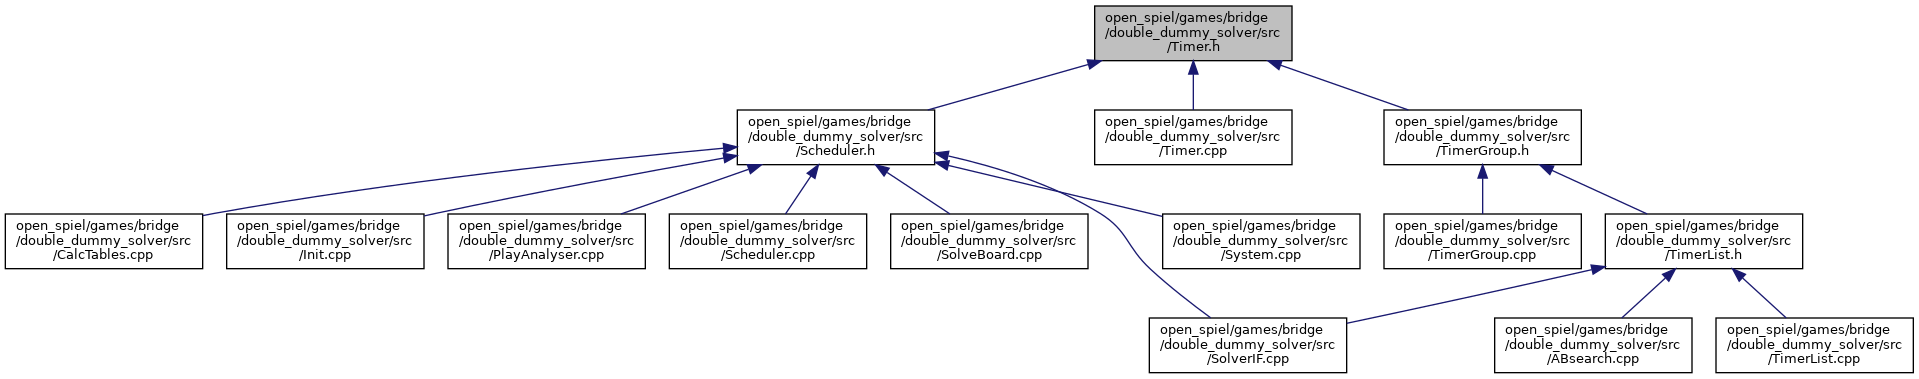 open_spiel/games/bridge
/double_dummy_solver/src
/Timer.h
open_spiel/games/bridge
/double_dummy_solver/src
/Scheduler.h
open_spiel/games/bridge
/double_dummy_solver/src
/Timer.cpp
open_spiel/games/bridge
/double_dummy_solver/src
/TimerGroup.h
open_spiel/games/bridge
/double_dummy_solver/src
/CalcTables.cpp
open_spiel/games/bridge
/double_dummy_solver/src
/Init.cpp
open_spiel/games/bridge
/double_dummy_solver/src
/PlayAnalyser.cpp
open_spiel/games/bridge
/double_dummy_solver/src
/Scheduler.cpp
open_spiel/games/bridge
/double_dummy_solver/src
/SolveBoard.cpp
open_spiel/games/bridge
/double_dummy_solver/src
/System.cpp
open_spiel/games/bridge
/double_dummy_solver/src
/TimerGroup.cpp
open_spiel/games/bridge
/double_dummy_solver/src
/TimerList.h
open_spiel/games/bridge
/double_dummy_solver/src
/SolverIF.cpp
open_spiel/games/bridge
/double_dummy_solver/src
/ABsearch.cpp
open_spiel/games/bridge
/double_dummy_solver/src
/TimerList.cpp